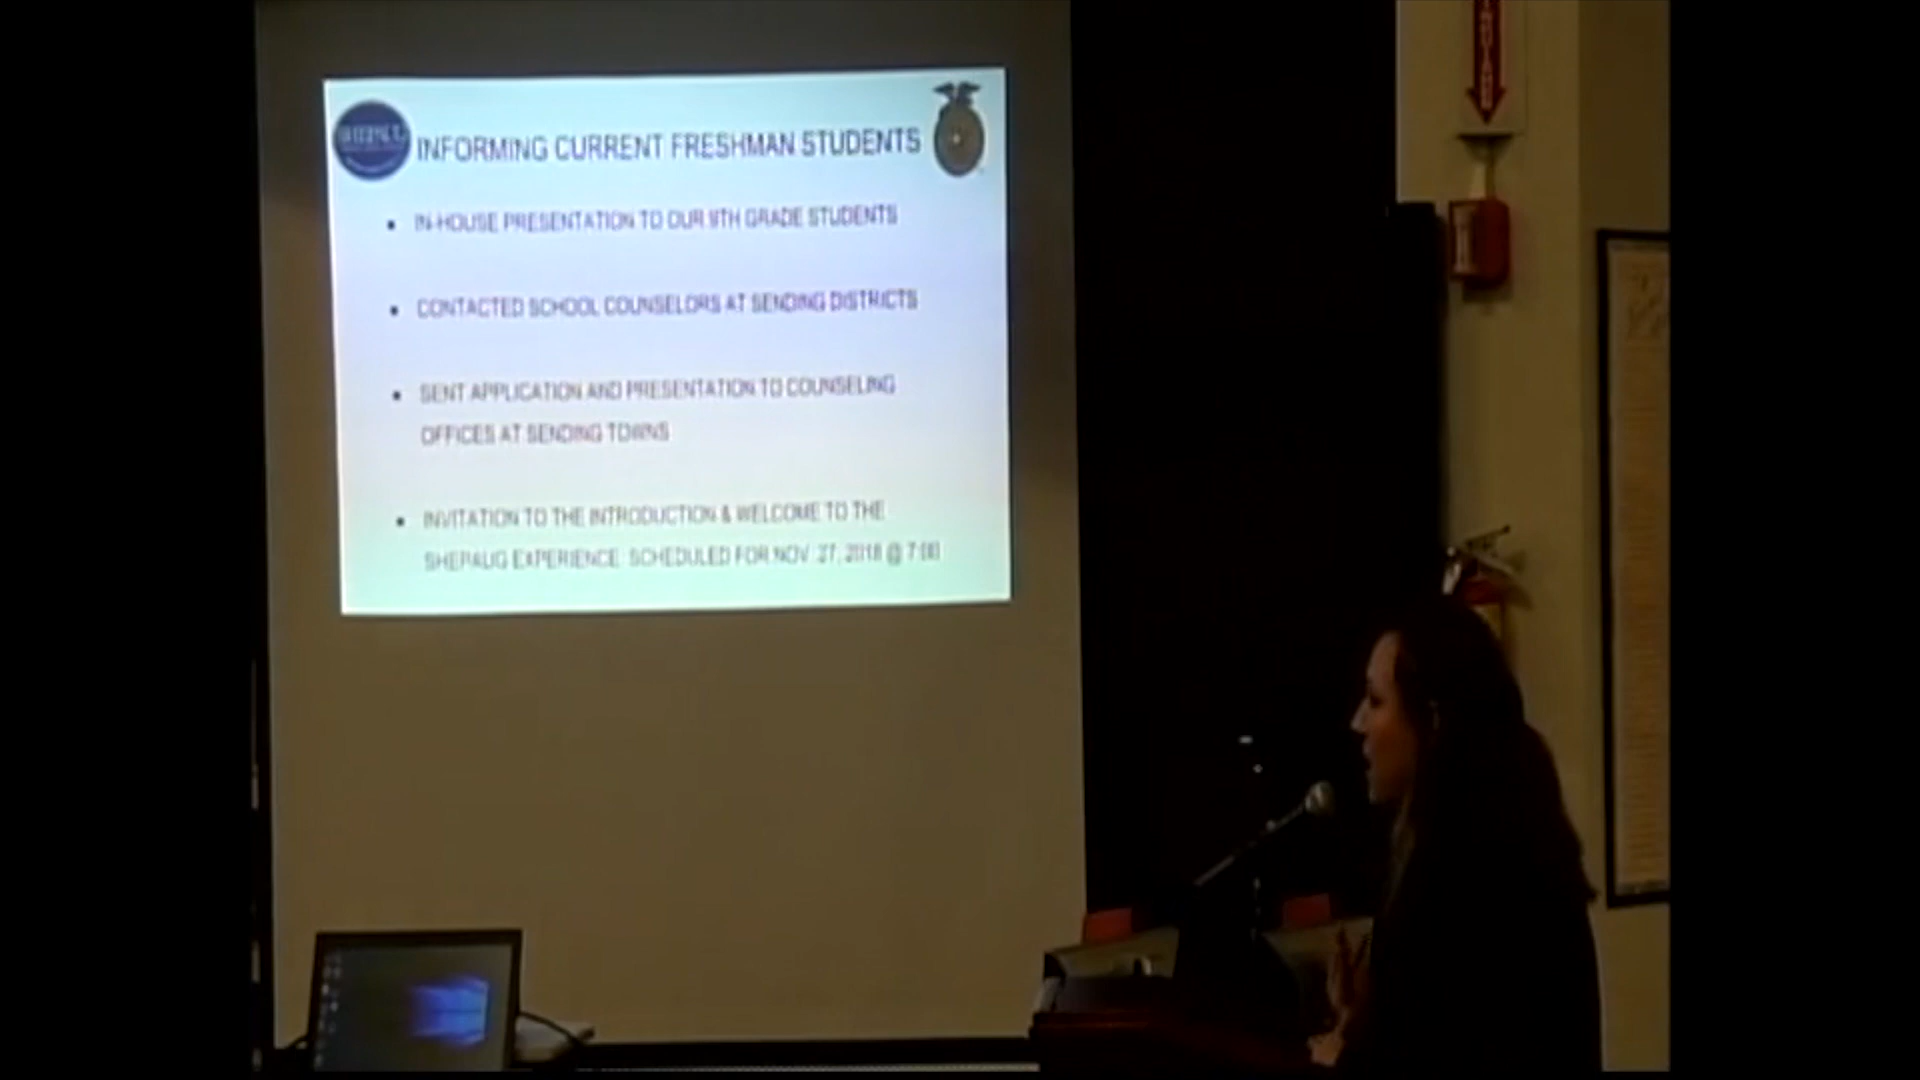 INFORMING CURRENT FRESHMAN STUDENTS
IN-HOUSE PRESENTATION TO OUR 9TH GRADE STUDENTS
CONTACTED SCHOOL COUNSELORS AT SENDING DISTRICTS
SENT APPLICATION AND PRESENTATION TO COUNSELING
OFFICES AT SENDING TOWNS
INVITATION TO THE INTRODUCTION & WELCOME TO THE
SHEPAUG EXPERIENCE SCHEDULED FOR NOV. 27, 2018 @ 7:00